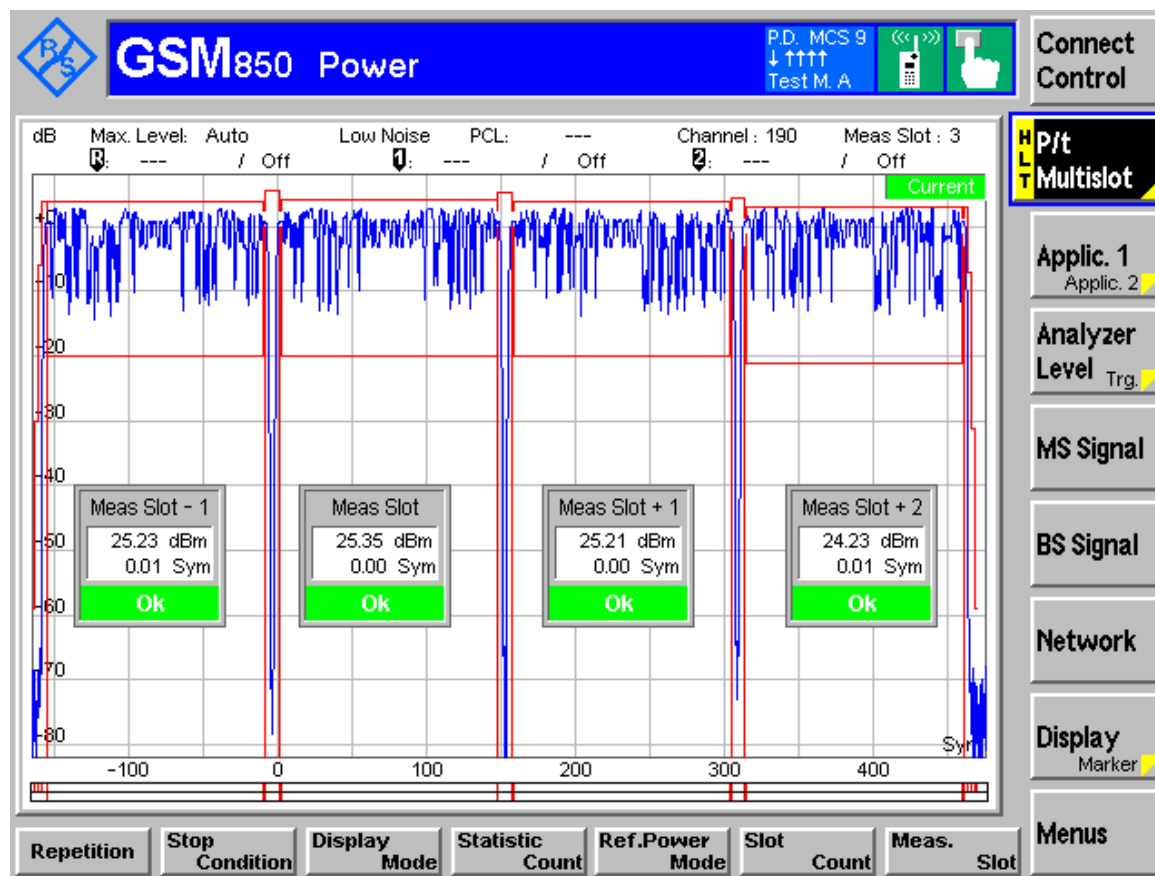 R S
GSM850 Power
P.D. MCS 9
↓ ↑↑↑↑
Test M. A
Connect Control
dB Max. Level: Auto Low Noise PCL: --- Channel : 190 Meas Slot : 3
R: --- / Off 1: --- / Off 2: --- / Off
Current
HLT P/t Multislot
Applic. 1
Applic. 2
Analyzer
Level Trg.
MS Signal
BS Signal
Network
Display
Marker
Menus
-20
-30
-40
-50
-60
-70
-80
Meas Slot - 1
25.23 dBm
0.01 Sym
Ok
Meas Slot
25.35 dBm
0.00 Sym
Ok
Meas Slot + 1
25.21 dBm
0.00 Sym
Ok
Meas Slot + 2
24.23 dBm
0.01 Sym
Ok
-100 0 100 200 300 400
Repetition
Stop Condition
Display Mode
Statistic Count
Ref.Power Mode
Slot Count
Meas. Slot